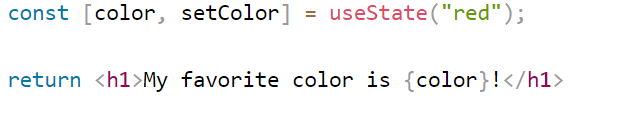 const [color, setColor] = useState("red");
return <h1>My favorite color is {color}!</h1>